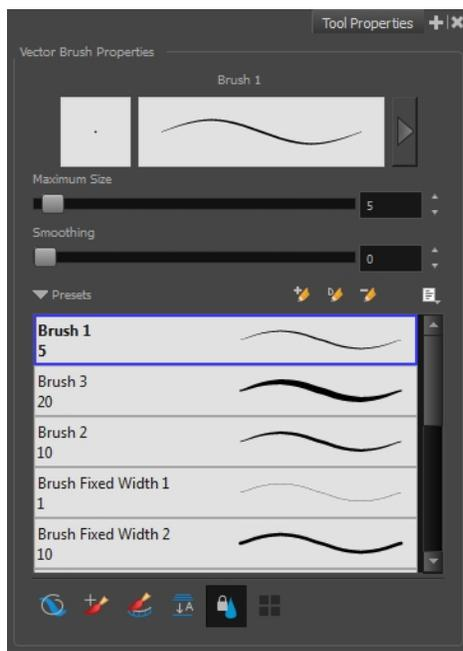 Tool Properties
Vector Brush Properties
Brush 1
Maximum Size
5
Smoothing
0
Presets
Brush 1
5
Brush 3
20
Brush 2
10
Brush Fixed Width 1
1
Brush Fixed Width 2
10